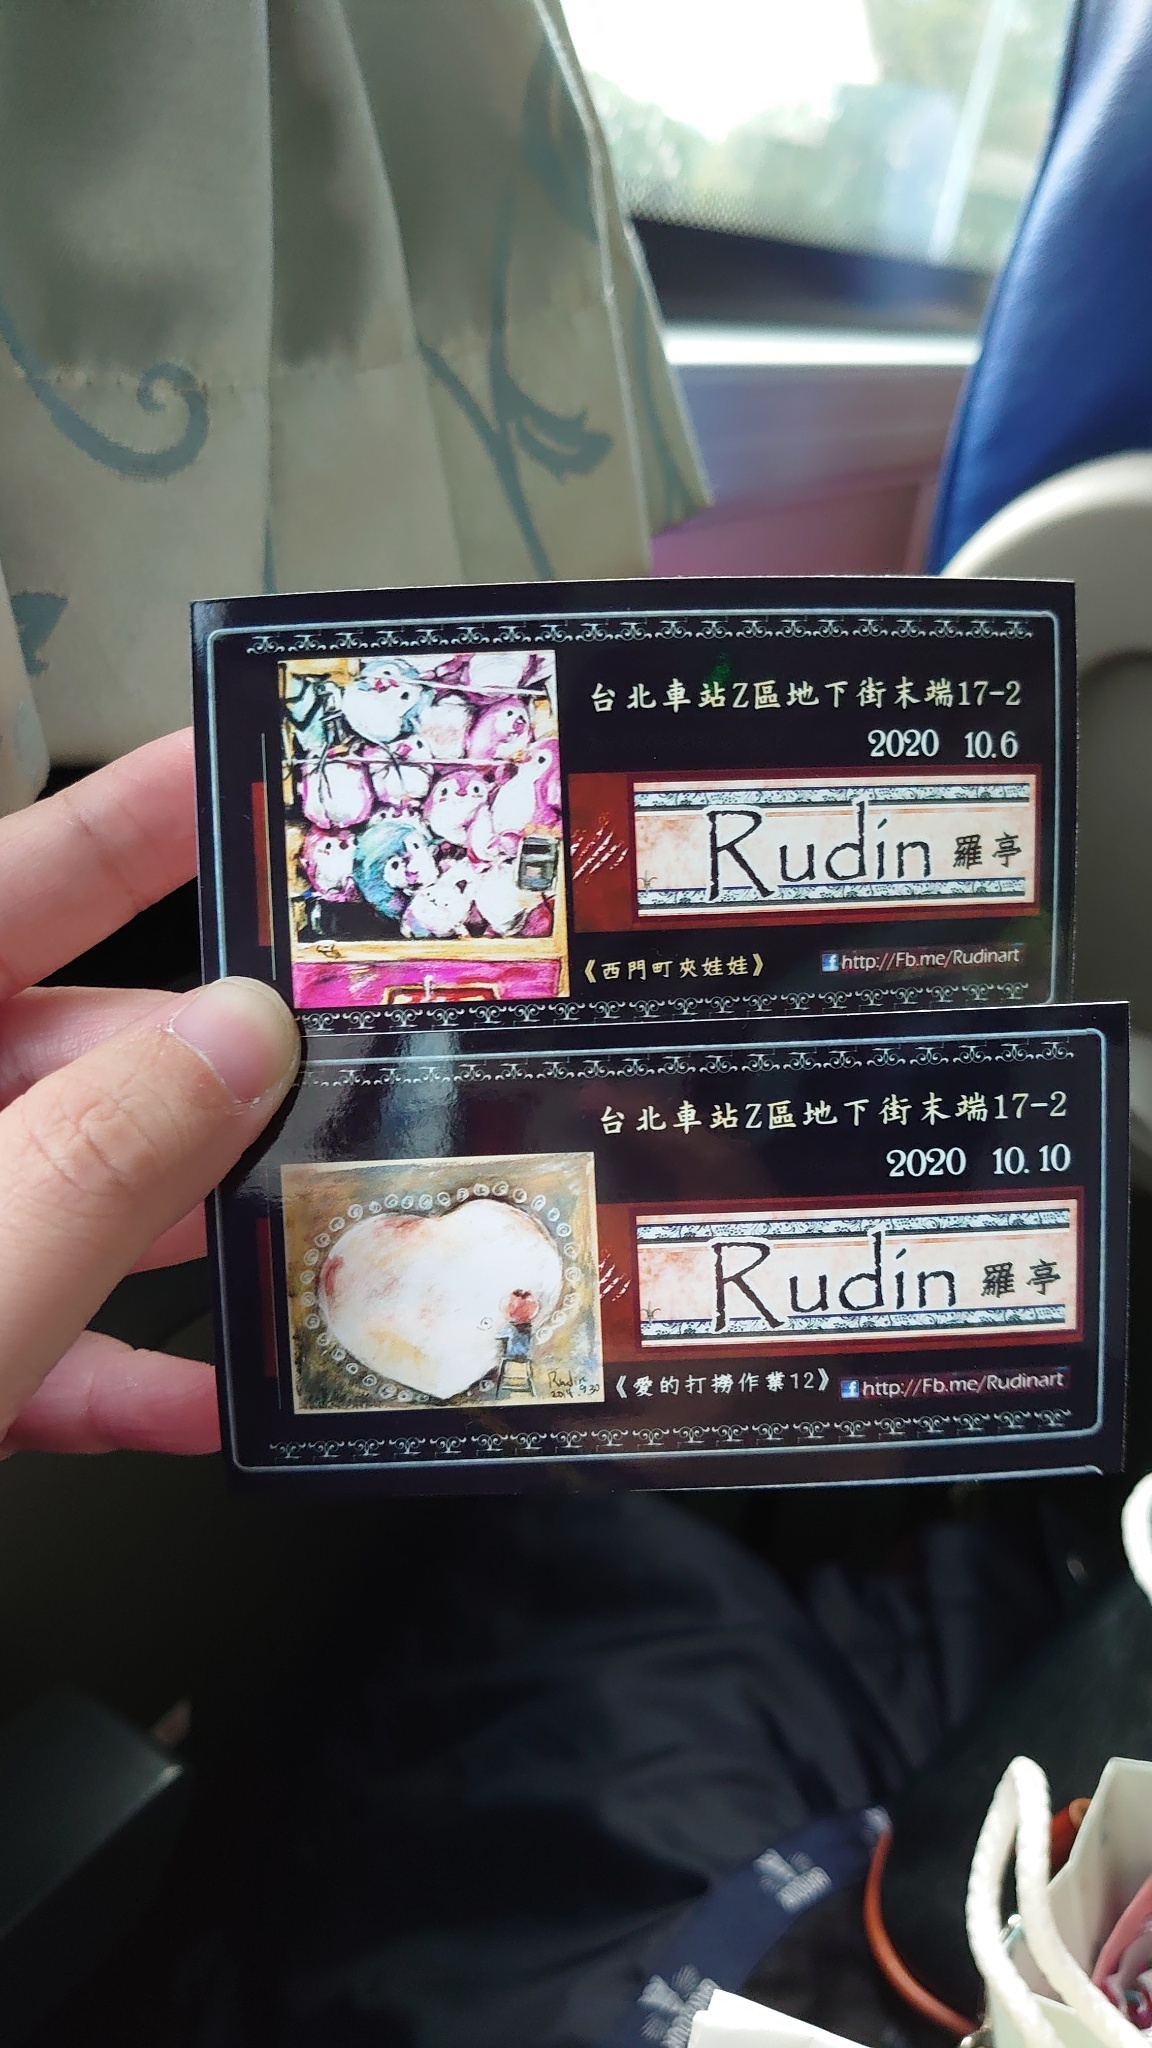 台北車站Z區地下街末端17-2
2020 10.6
Rudin 羅亭
《西門町夾娃娃》
http://Fb.me/Rudinart
台北車站Z區地下街末端17-2
2020 10.10
Rudin 羅亭
Rudin
《愛的打撈作業12》
http://Fb.me/Rudinart